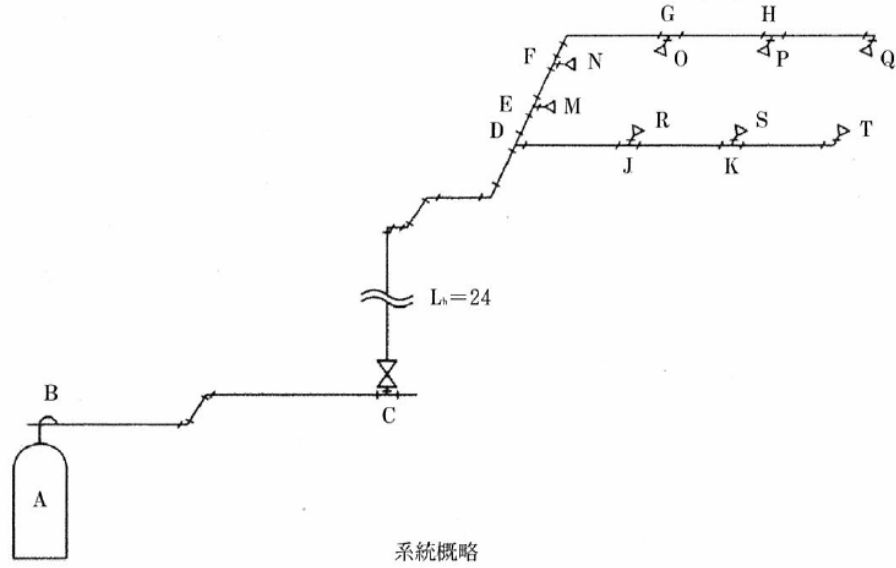 G H
F N O P Q
E M
D R S T
J K
Lₕ=24
B
C
A
系統概略